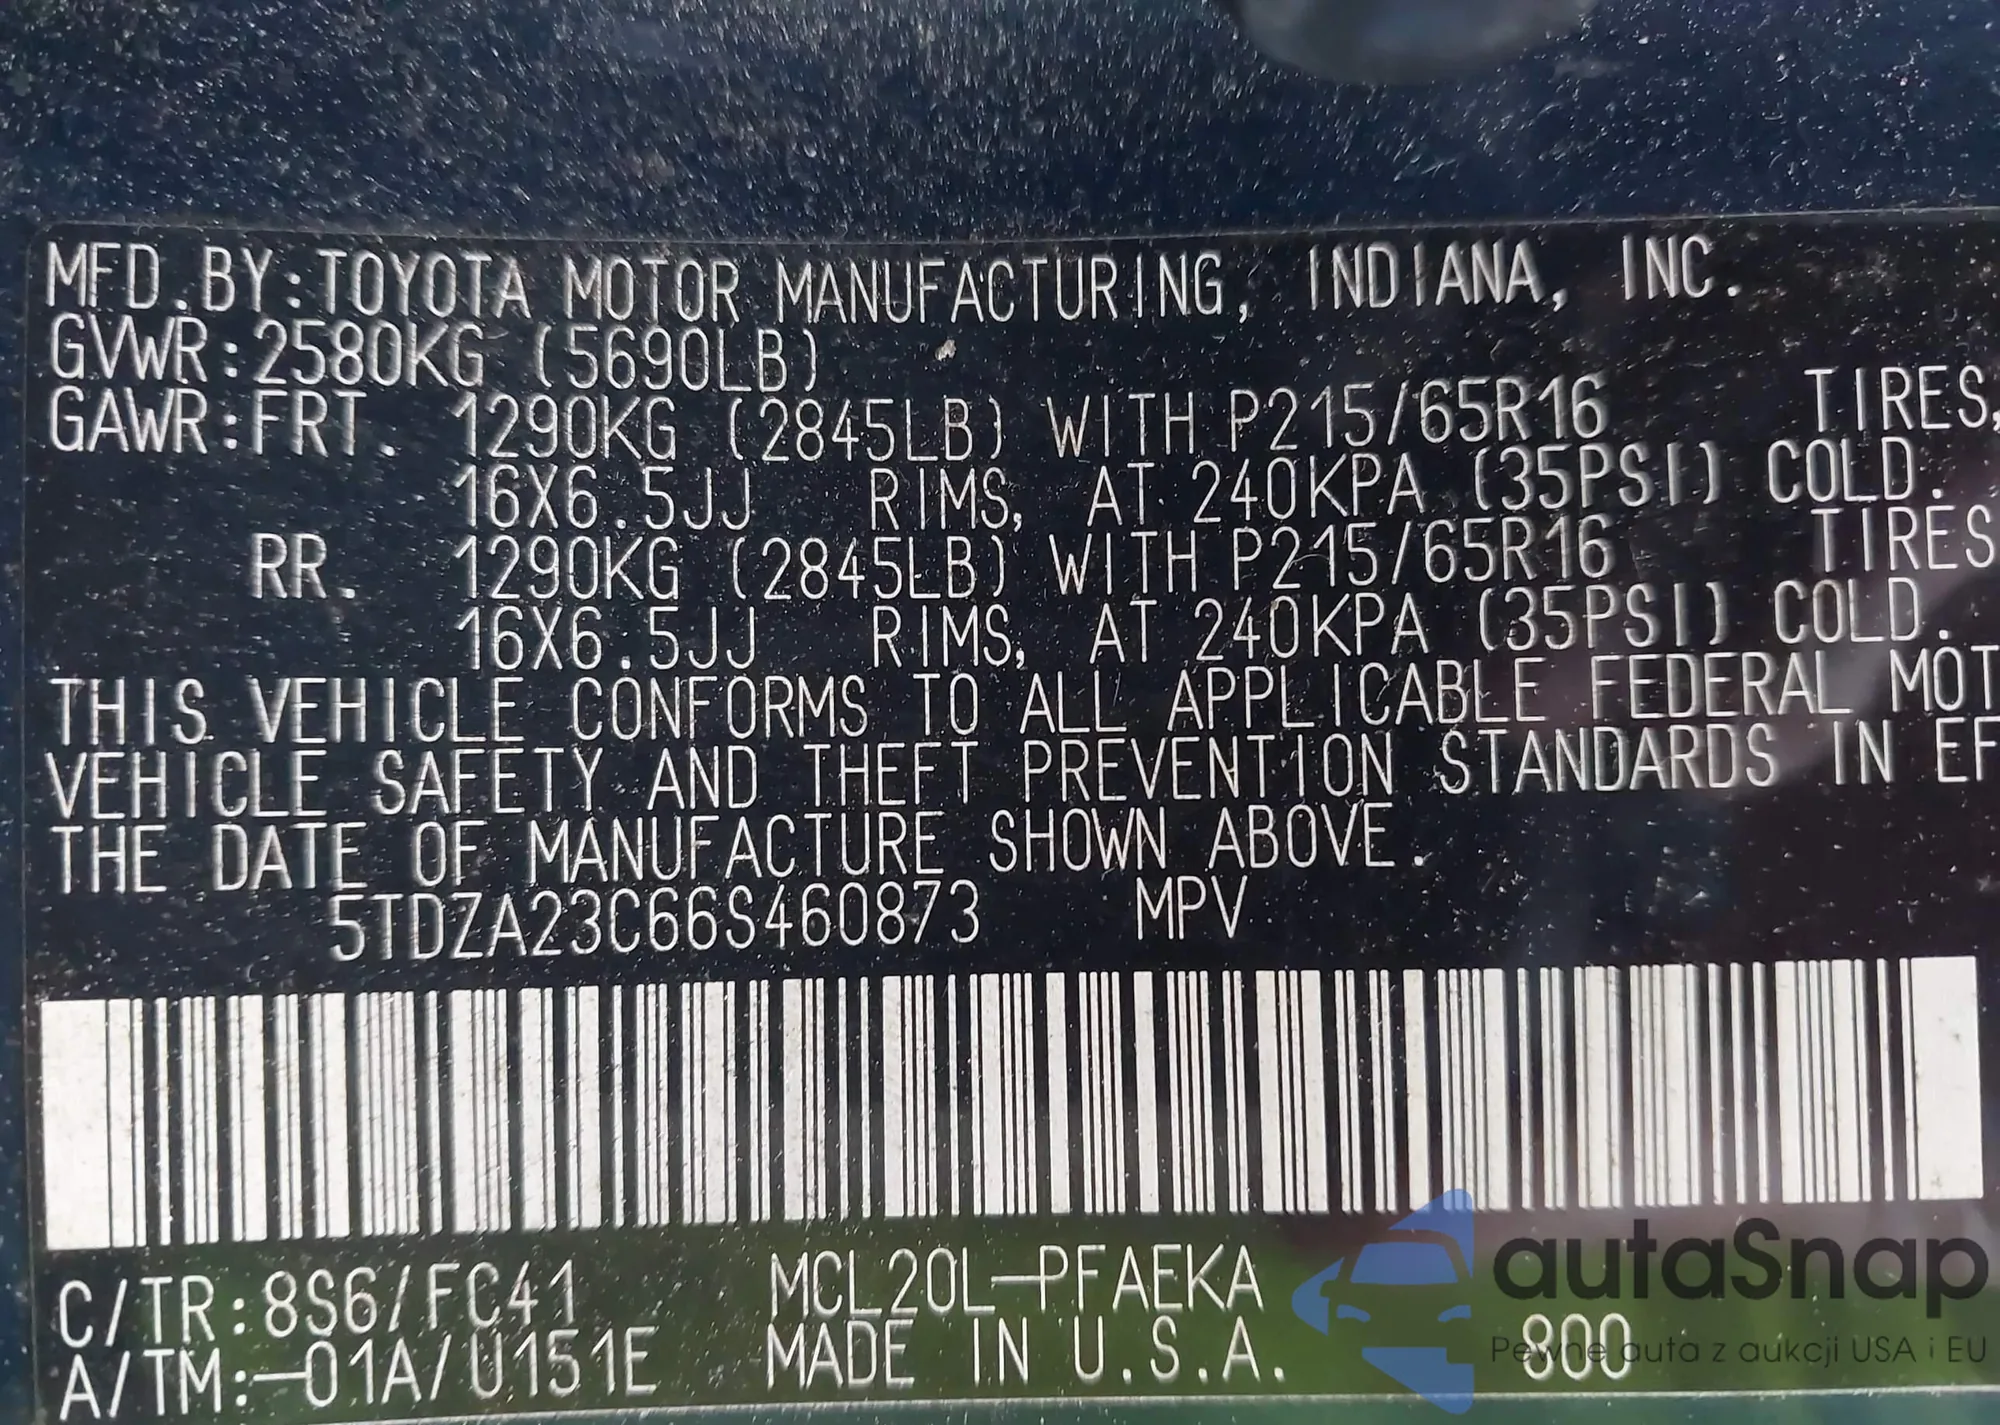 MFD.BY:TOYOTA MOTOR MANUFACTURING, INDIANA, INC.
GVWR:2580KG (5690LB)
GAWR:FRT. 1290KG (2845LB) WITH P215/65R16 TIRES,
16X6.5JJ RIMS, AT 240KPA (35PSI) COLD.
RR. 1290KG (2845LB) WITH P215/65R16 TIRES
16X6.5JJ RIMS, AT 240KPA (35PSI) COLD.
THIS VEHICLE CONFORMS TO ALL APPLICABLE FEDERAL MOT
VEHICLE SAFETY AND THEFT PREVENTION STANDARDS IN EF
THE DATE OF MANUFACTURE SHOWN ABOVE.
5TDZA23C66S460873 MPV
C/TR:8S6/FC41 MCL20L-PFAEKA
A/TM:-01A/U151E MADE IN U.S.A. 800
autaSnap
Pewne auta z aukcji USA i EU